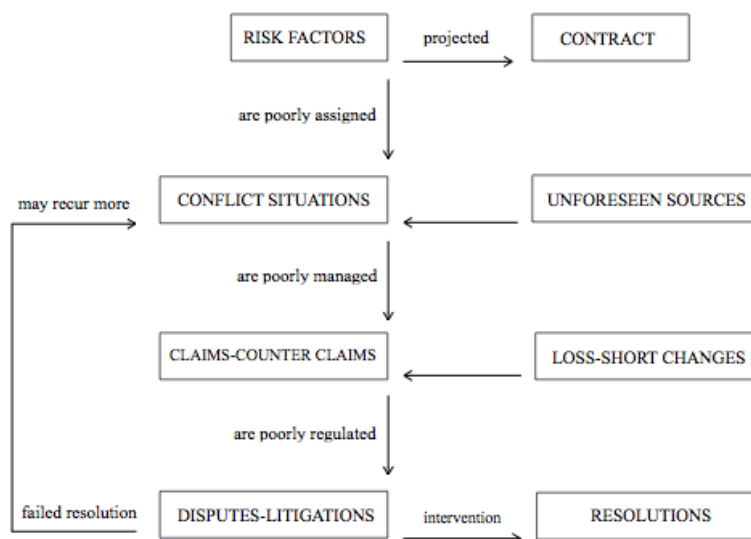 RISK FACTORS
projected
CONTRACT
are poorly assigned
may recur more
CONFLICT SITUATIONS
UNFORESEEN SOURCES
are poorly managed
CLAIMS-COUNTER CLAIMS
LOSS-SHORT CHANGES
are poorly regulated
failed resolution
DISPUTES-LITIGATIONS
intervention
RESOLUTIONS